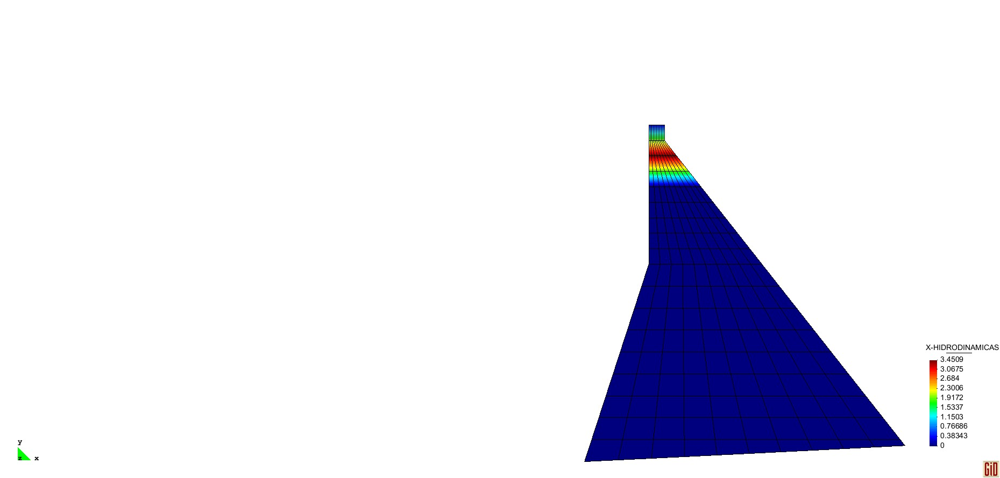 X-HIDRODINAMICAS
3.4509
3.0675
2.684
2.3006
1.9172
1.5337
1.1503
0.76686
0.38343
0
y
z x
GiD